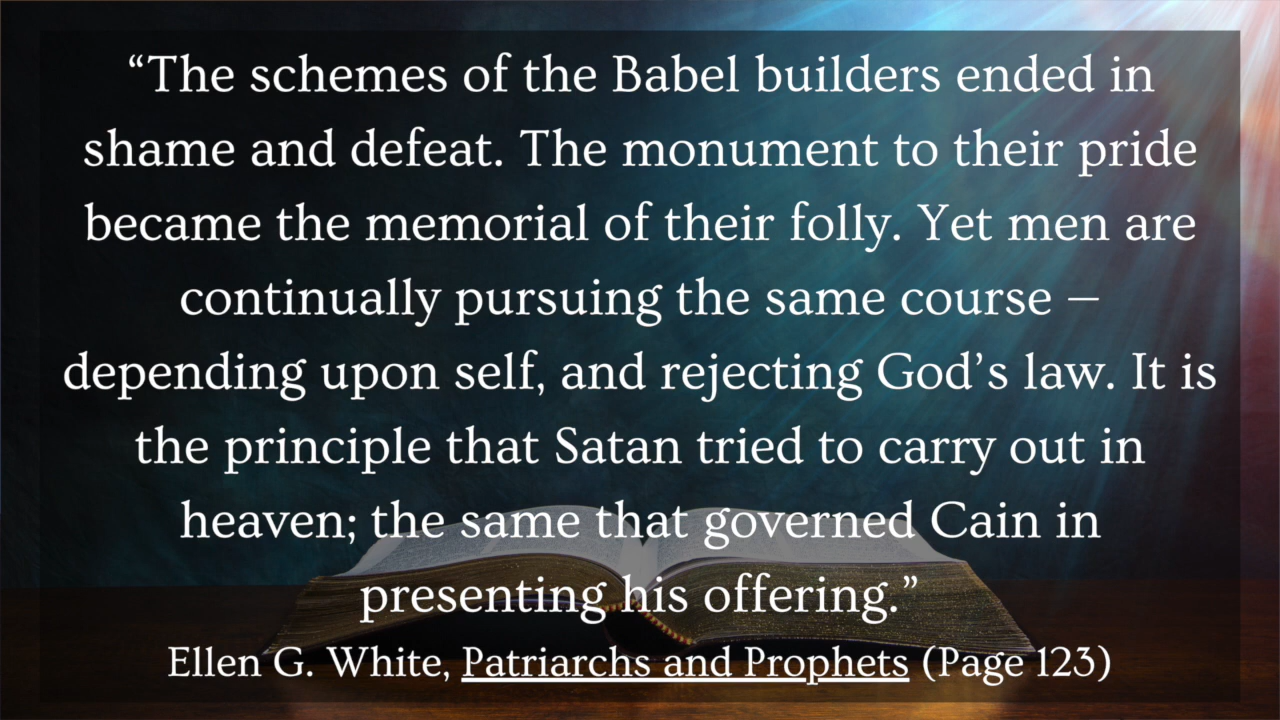 “The schemes of the Babel builders ended in
shame and defeat. The monument to their pride
became the memorial of their folly. Yet men are
continually pursuing the same course –
depending upon self, and rejecting God’s law. It is
the principle that Satan tried to carry out in
heaven; the same that governed Cain in
presenting his offering.”
Ellen G. White, Patriarchs and Prophets (Page 123)